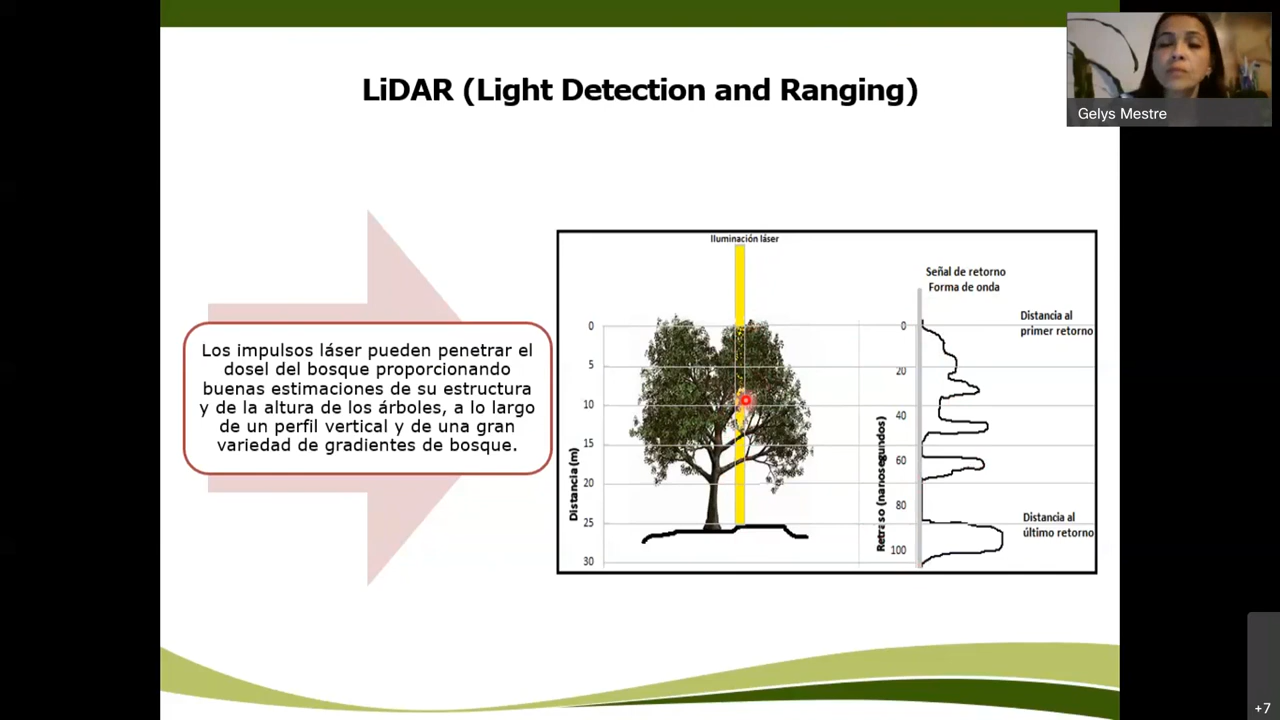 LiDAR (Light Detection and Ranging)
Gelys Mestre
Los impulsos láser pueden penetrar el
dosel del bosque proporcionando
buenas estimaciones de su estructura
y de la altura de los árboles, a lo largo
de un perfil vertical y de una gran
variedad de gradientes de bosque.
Iluminación láser
Distancia (m)
0
5
10
15
20
25
30
Señal de retorno
Forma de onda
Retraso (nanosegundos)
0
20
40
60
80
100
Distancia al
primer retorno
Distancia al
último retorno
+7